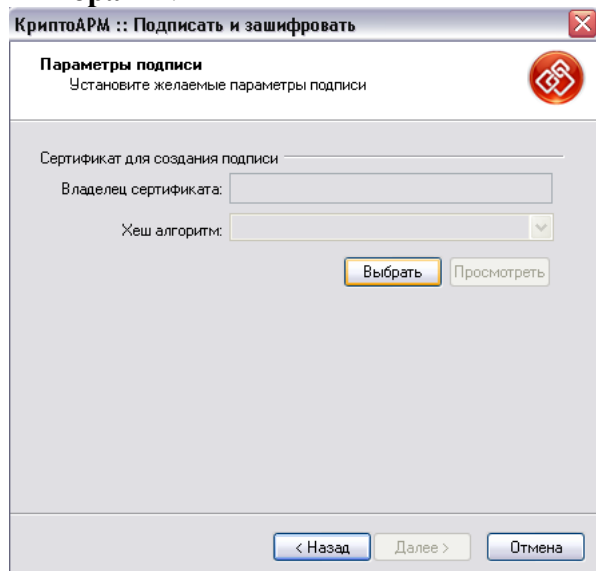 КриптоАРМ :: Подписать и зашифровать
Параметры подписи
Установите желаемые параметры подписи
Сертификат для создания подписи
Владелец сертификата:
Хеш алгоритм:
Выбрать Просмотреть
< Назад Далее > Отмена